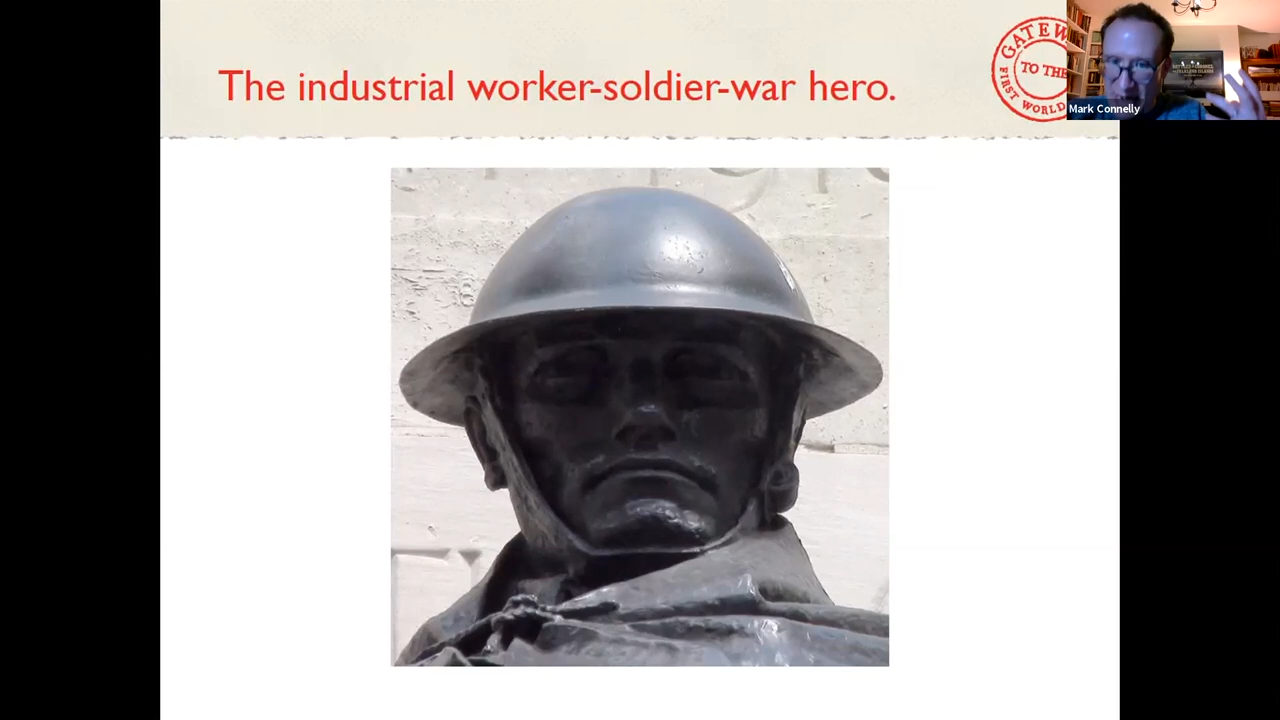 The industrial worker-soldier-war hero.
GATEW
TO THE
FIRST WORLD
Mark Connelly